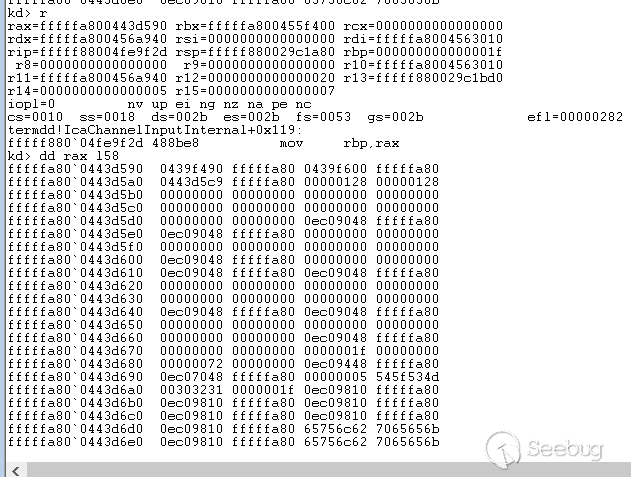 kd> r
rax=fffffa800443d590 rbx=fffffa800455f400 rcx=0000000000000000
rdx=fffffa800456a940 rsi=0000000000000000 rdi=fffffa8004563010
rip=fffff88004fe9f2d rsp=fffff880029c1a80 rbp=000000000000001f
r8=0000000000000000 r9=0000000000000000 r10=fffffa8004563010
r11=fffffa800456a940 r12=0000000000000020 r13=fffff880029c1bd0
r14=0000000000000005 r15=0000000000000007
iopl=0 nv up ei ng nz na pe nc
cs=0010 ss=0018 ds=002b es=002b fs=0053 gs=002b efl=00000282
termdd!IcaChannelInputInternal+0x119:
fffff880`04fe9f2d 488be8 mov rbp,rax
kd> dd rax l58
fffffa80`0443d590 0439f490 fffffa80 0439f600 fffffa80
fffffa80`0443d5a0 0443d5c9 fffffa80 00000128 00000128
fffffa80`0443d5b0 00000000 00000000 00000000 00000000
fffffa80`0443d5c0 00000000 00000000 00000000 00000000
fffffa80`0443d5d0 00000000 00000000 0ec09048 fffffa80
fffffa80`0443d5e0 0ec09048 fffffa80 00000000 00000000
fffffa80`0443d5f0 00000000 00000000 00000000 00000000
fffffa80`0443d600 0ec09048 fffffa80 00000000 00000000
fffffa80`0443d610 0ec09048 fffffa80 0ec09048 fffffa80
fffffa80`0443d620 00000000 00000000 00000000 00000000
fffffa80`0443d630 00000000 00000000 00000000 00000000
fffffa80`0443d640 0ec09048 fffffa80 0ec09048 fffffa80
fffffa80`0443d650 00000000 00000000 00000000 00000000
fffffa80`0443d660 00000000 00000000 0ec09048 fffffa80
fffffa80`0443d670 00000000 00000000 0000001f 00000000
fffffa80`0443d680 00000072 00000000 0ec09448 fffffa80
fffffa80`0443d690 0ec07048 fffffa80 00000005 545f534d
fffffa80`0443d6a0 00303231 0000001f 0ec09810 fffffa80
fffffa80`0443d6b0 0ec09810 fffffa80 0ec09810 fffffa80
fffffa80`0443d6c0 0ec09810 fffffa80 0ec09810 fffffa80
fffffa80`0443d6d0 0ec09810 fffffa80 65756c62 7065656b
fffffa80`0443d6e0 0ec09810 fffffa80 65756c62 7065656b
Seebug